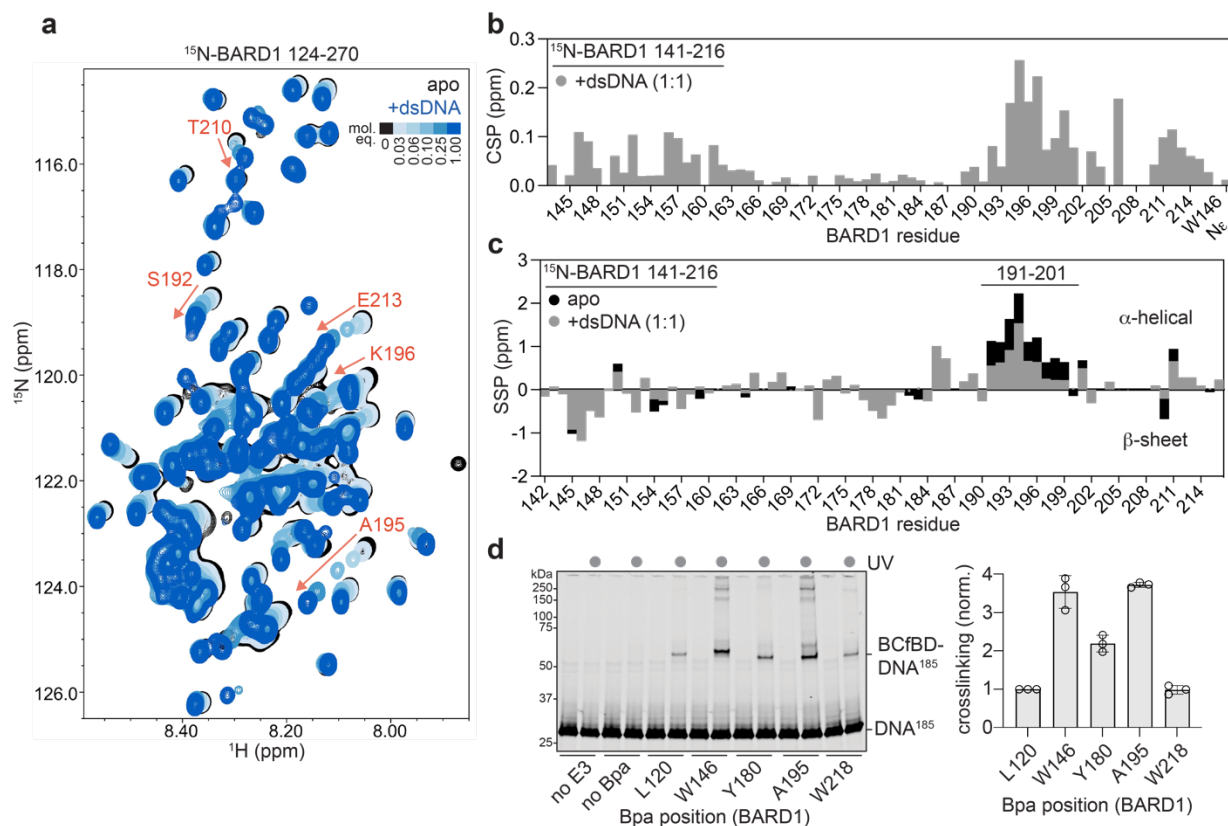 a
¹⁵N-BARD1 124-270
apo
+dsDNA
mol.
eq.
0
0.03
0.06
0.10
0.25
1.00
T210
S192
E213
K196
A195
116.0
118.0
120.0
122.0
124.0
126.0
¹⁵N (ppm)
8.40
8.20
8.00
¹H (ppm)
b
¹⁵N-BARD1 141-216
+dsDNA (1:1)
0.3
0.2
0.1
0.0
CSP (ppm)
145
148
151
154
157
160
163
166
169
172
175
178
181
184
187
190
193
196
199
202
205
208
211
214
W146
Nε
BARD1 residue
c
¹⁵N-BARD1 141-216
apo
+dsDNA (1:1)
191-201
α-helical
β-sheet
3
2
1
0
-1
-2
SSP (ppm)
142
145
148
151
154
157
160
163
166
169
172
175
178
181
184
187
190
193
196
199
202
205
208
211
214
BARD1 residue
d
UV
kDa
250
150
100
75
50
37
25
BCfBD-
DNA¹⁸⁵
DNA¹⁸⁵
no E3
no Bpa
L120
W146
Y180
A195
W218
Bpa position (BARD1)
4
3
2
1
0
crosslinking (norm.)
L120
W146
Y180
A195
W218
Bpa position (BARD1)